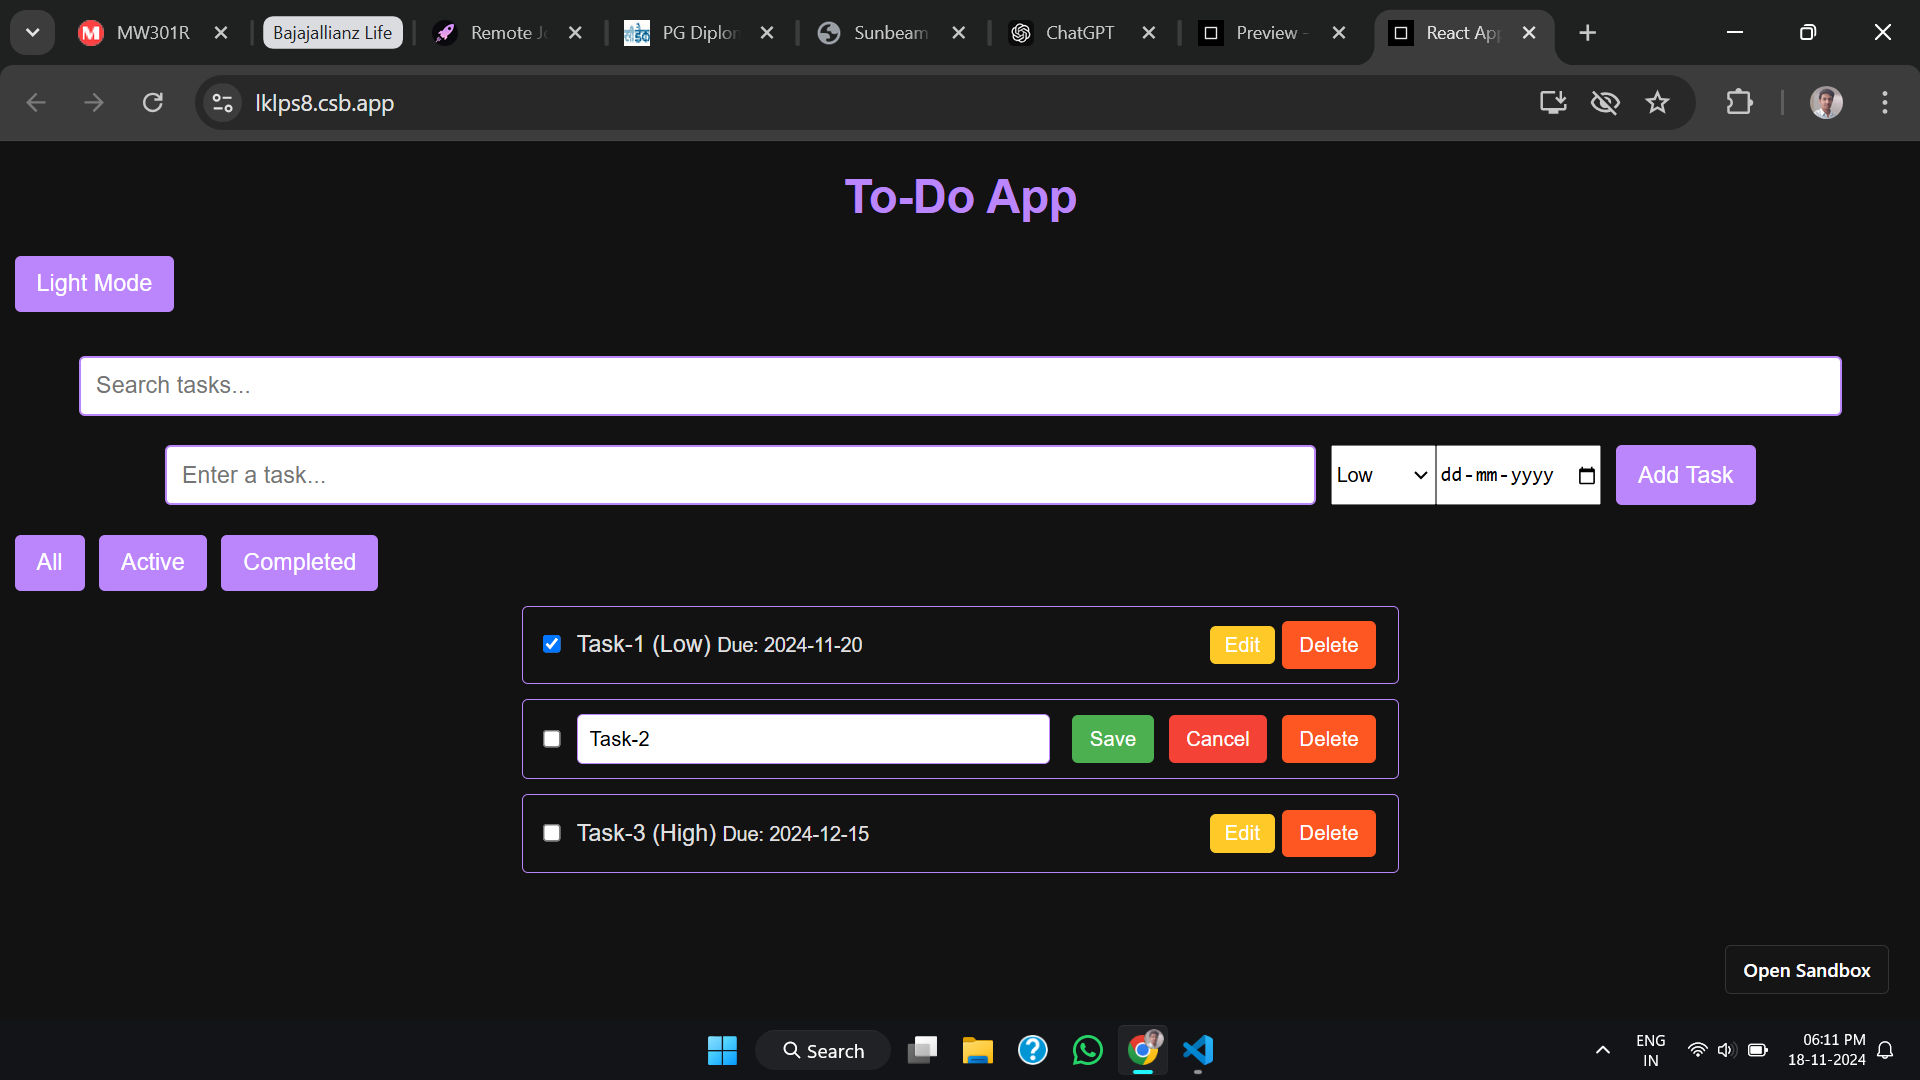 MW301R
Bajajallianz Life
Remote Jo
PG Diplom
Sunbeam
ChatGPT
Preview -
React App
lklps8.csb.app
To-Do App
Light Mode
Search tasks...
Enter a task...
Low
dd-mm-yyyy
Add Task
All
Active
Completed
Task-1 (Low) Due: 2024-11-20
Edit
Delete
Task-2
Save
Cancel
Delete
Task-3 (High) Due: 2024-12-15
Edit
Delete
Open Sandbox
Search
ENG
IN
06:11 PM
18-11-2024